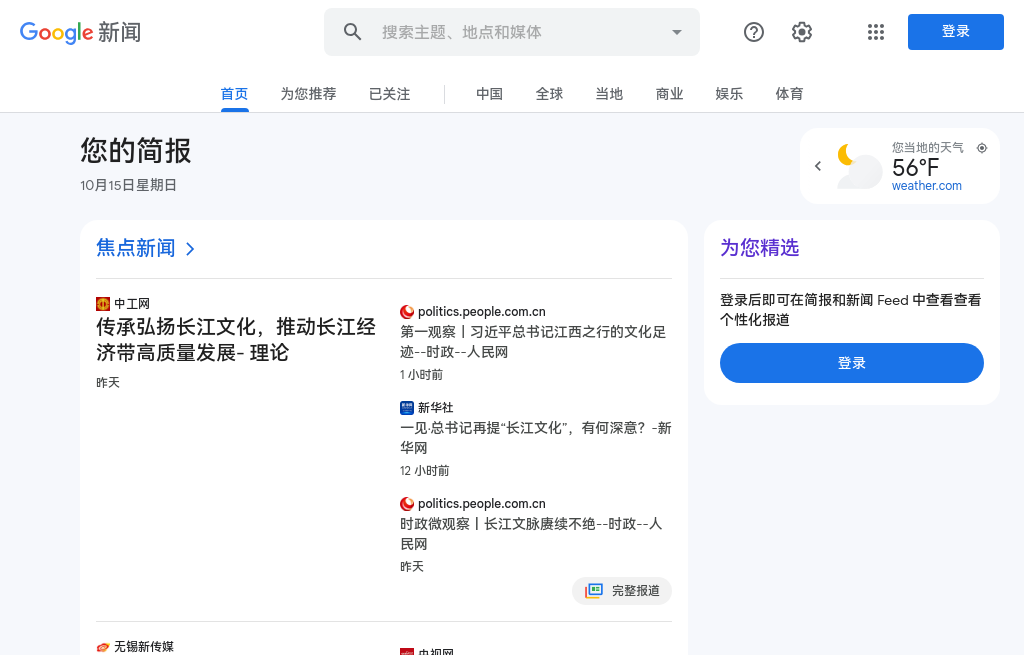 Google 新闻
搜索主题、地点和媒体
登录
首页
为您推荐
已关注
中国
全球
当地
商业
娱乐
体育
您的简报
10月15日星期日
您当地的天气
56°F
weather.com
焦点新闻
中工网
传承弘扬长江文化，推动长江经
济带高质量发展- 理论
昨天
politics.people.com.cn
第一观察丨习近平总书记江西之行的文化足
迹--时政--人民网
1 小时前
新华社
一见·总书记再提“长江文化”，有何深意？-新
华网
12 小时前
politics.people.com.cn
时政微观察丨长江文脉赓续不绝--时政--人
民网
昨天
完整报道
无锡新传媒
央视网
为您精选
登录后即可在简报和新闻 Feed 中查看查看
个性化报道
登录